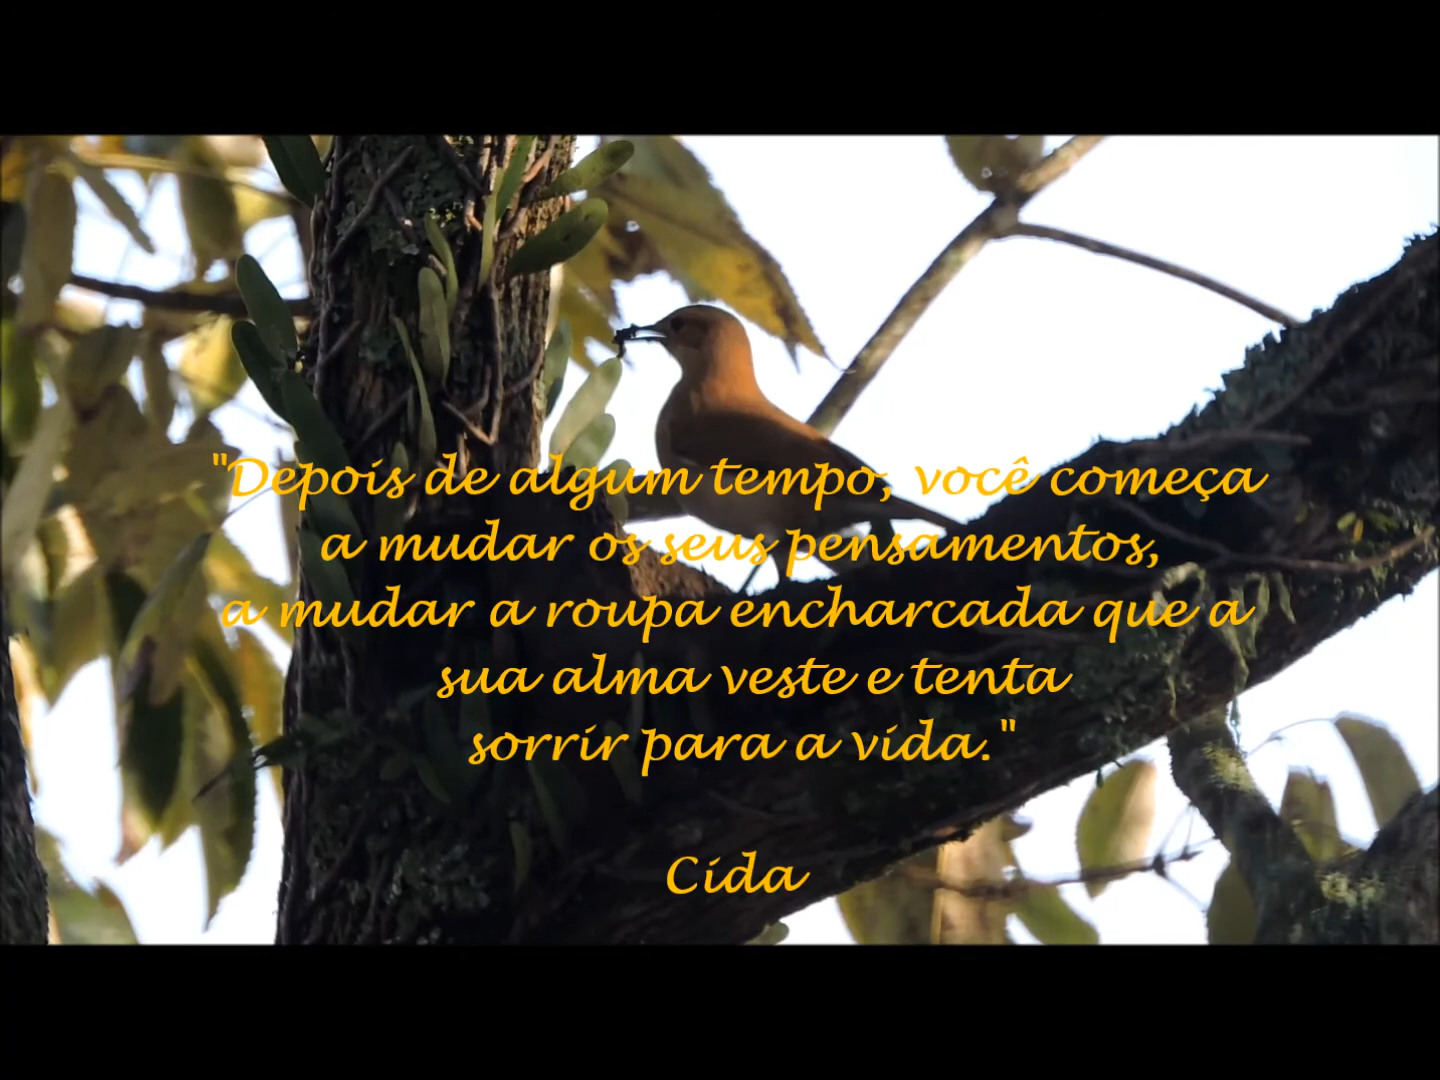 "Depois de algum tempo, você começa
a mudar os seus pensamentos,
a mudar a roupa encharcada que a
sua alma veste e tenta
sorrir para a vida."
Cida